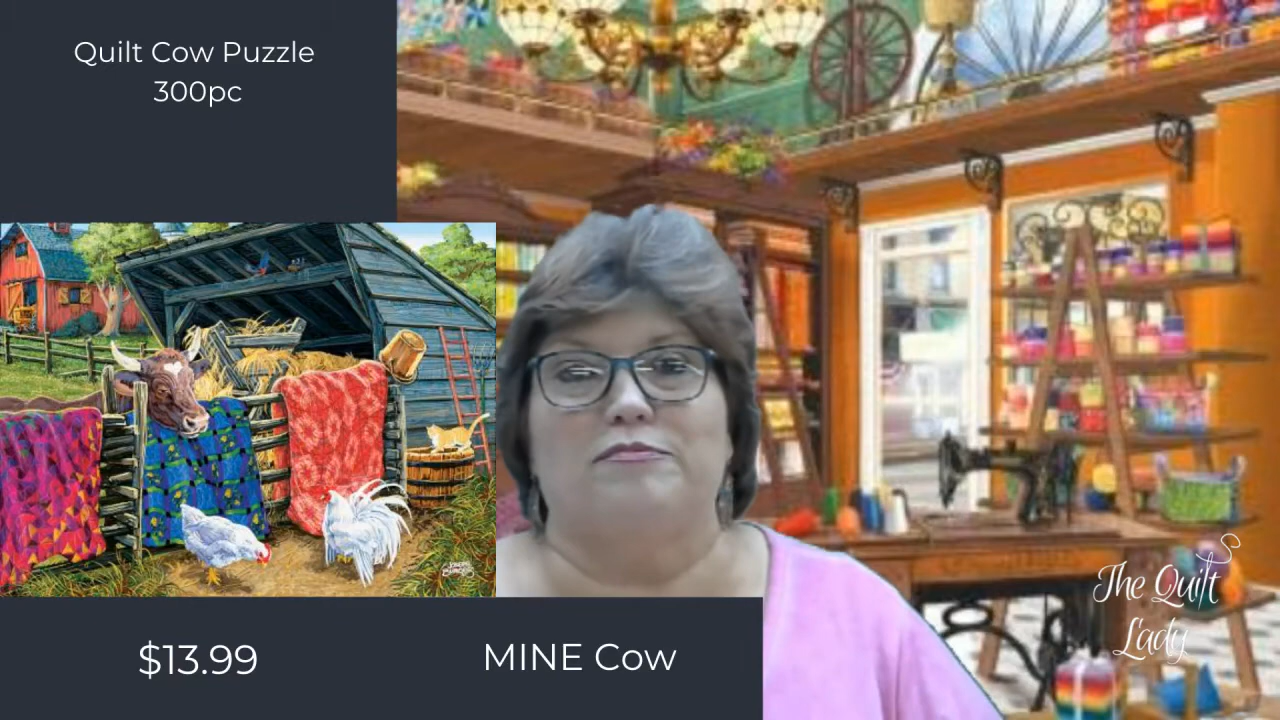 Quilt Cow Puzzle
300pc
$13.99
MINE Cow
The Quilt
Lady